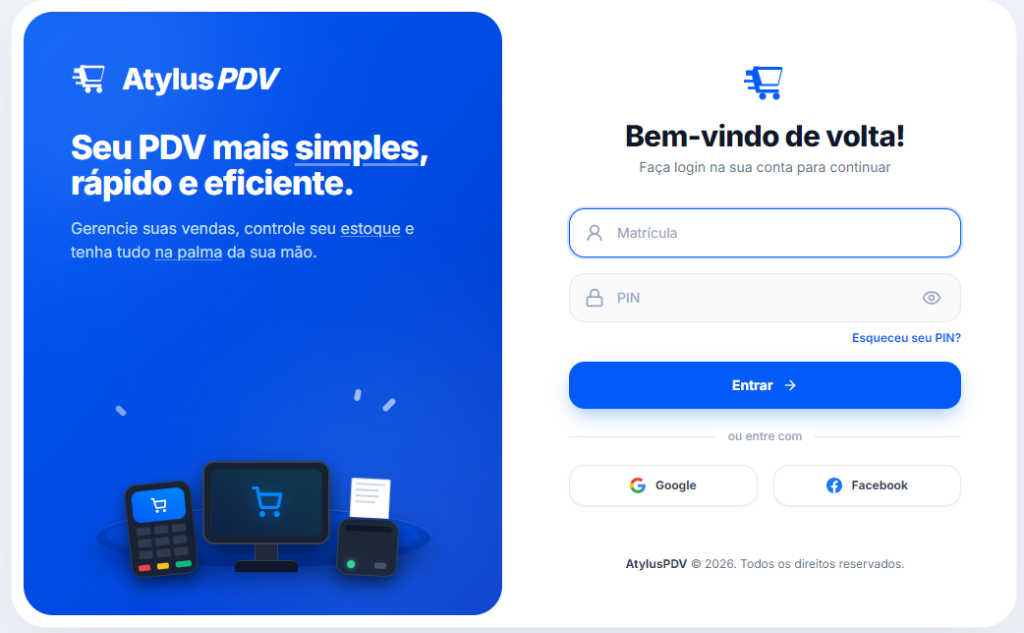 AtylusPDV
Seu PDV mais simples,
rápido e eficiente.
Gerencie suas vendas, controle seu estoque e
tenha tudo na palma da sua mão.
Bem-vindo de volta!
Faça login na sua conta para continuar
Matrícula
PIN
Esqueceu seu PIN?
Entrar →
ou entre com
Google
Facebook
AtylusPDV © 2026. Todos os direitos reservados.